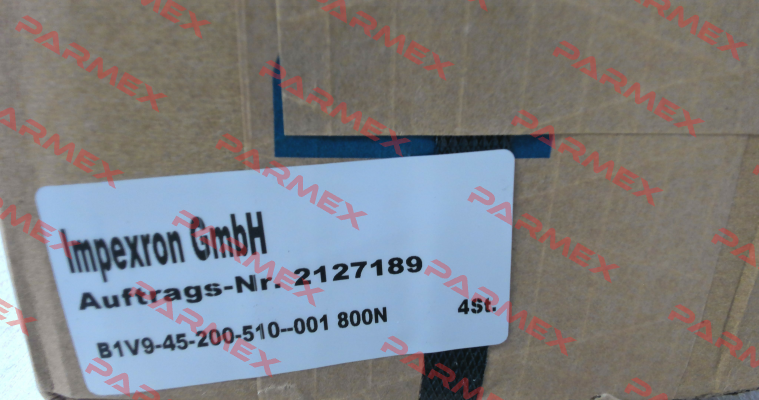 Impexron GmbH
Auftrags-Nr. 2127189
B1V9-45-200-510--001 800N 4St.
PARMEX